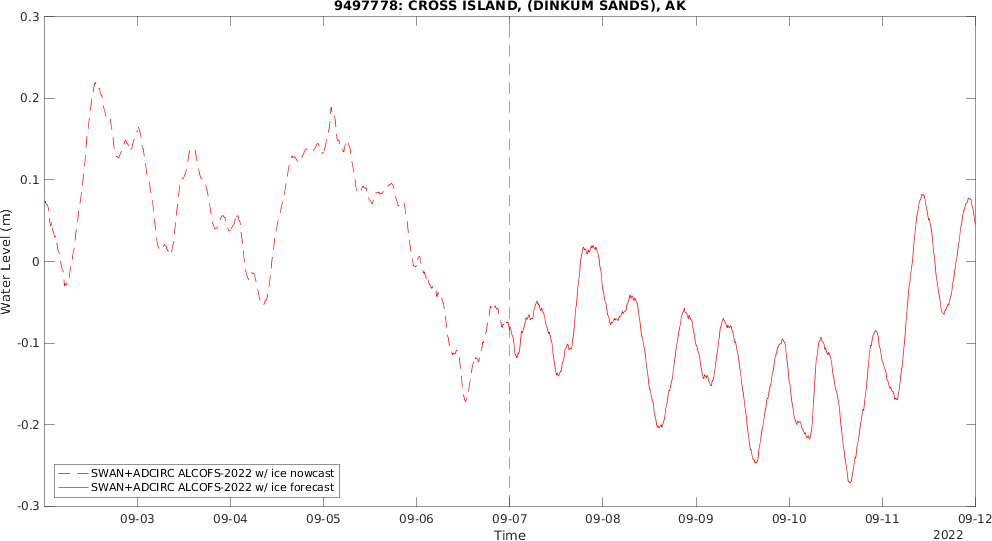 9497778: CROSS ISLAND, (DINKUM SANDS), AK
0.3
0.2
0.1
0
-0.1
-0.2
-0.3
Water Level (m)
SWAN+ADCIRC ALCOFS-2022 w/ ice nowcast
SWAN+ADCIRC ALCOFS-2022 w/ ice forecast
09-03 09-04 09-05 09-06 09-07 09-08 09-09 09-10 09-11 09-12
Time
2022